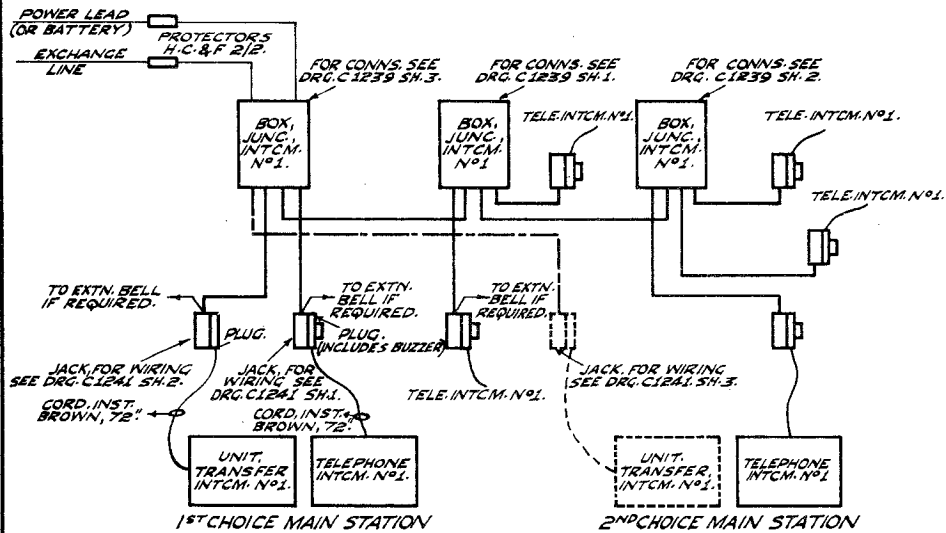 POWER LEAD
(OR BATTERY)
PROTECTORS
H.C.&F 2/2.
EXCHANGE
LINE
FOR CONNS. SEE
DRG. C1239 SH.3.
FOR CONNS. SEE
DRG. C1239 SH.1.
FOR CONNS. SEE
DRG. C1239 SH.2.
BOX,
JUNC.,
INTCM.
Nº1.
BOX,
JUNC.,
INTCM.
Nº1
BOX,
JUNC.,
INTCM.
Nº1.
TELE.INTCM.Nº1.
TELE.INTCM.Nº1.
TELE.INTCM.Nº1.
TO EXTN. BELL
IF REQUIRED.
TO EXTN.
BELL IF
REQUIRED.
TO EXTN.
BELL IF
REQUIRED.
PLUG.
PLUG.
(INCLUDES BUZZER)
JACK, FOR WIRING
SEE DRG. C1241 SH.2.
JACK, FOR
WIRING SEE
DRG. C1241 SH.1.
TELE.INTCM.Nº1.
JACK, FOR WIRING
SEE DRG. C1241 SH.3.
CORD, INST.
BROWN, 72".
CORD, INST.
BROWN, 72"
UNIT,
TRANSFER
INTCM. Nº1.
TELEPHONE
INTCM. Nº1
UNIT,
TRANSFER,
INTCM. Nº1.
TELEPHONE
INTCM. Nº1
1ST CHOICE MAIN STATION
2ND CHOICE MAIN STATION